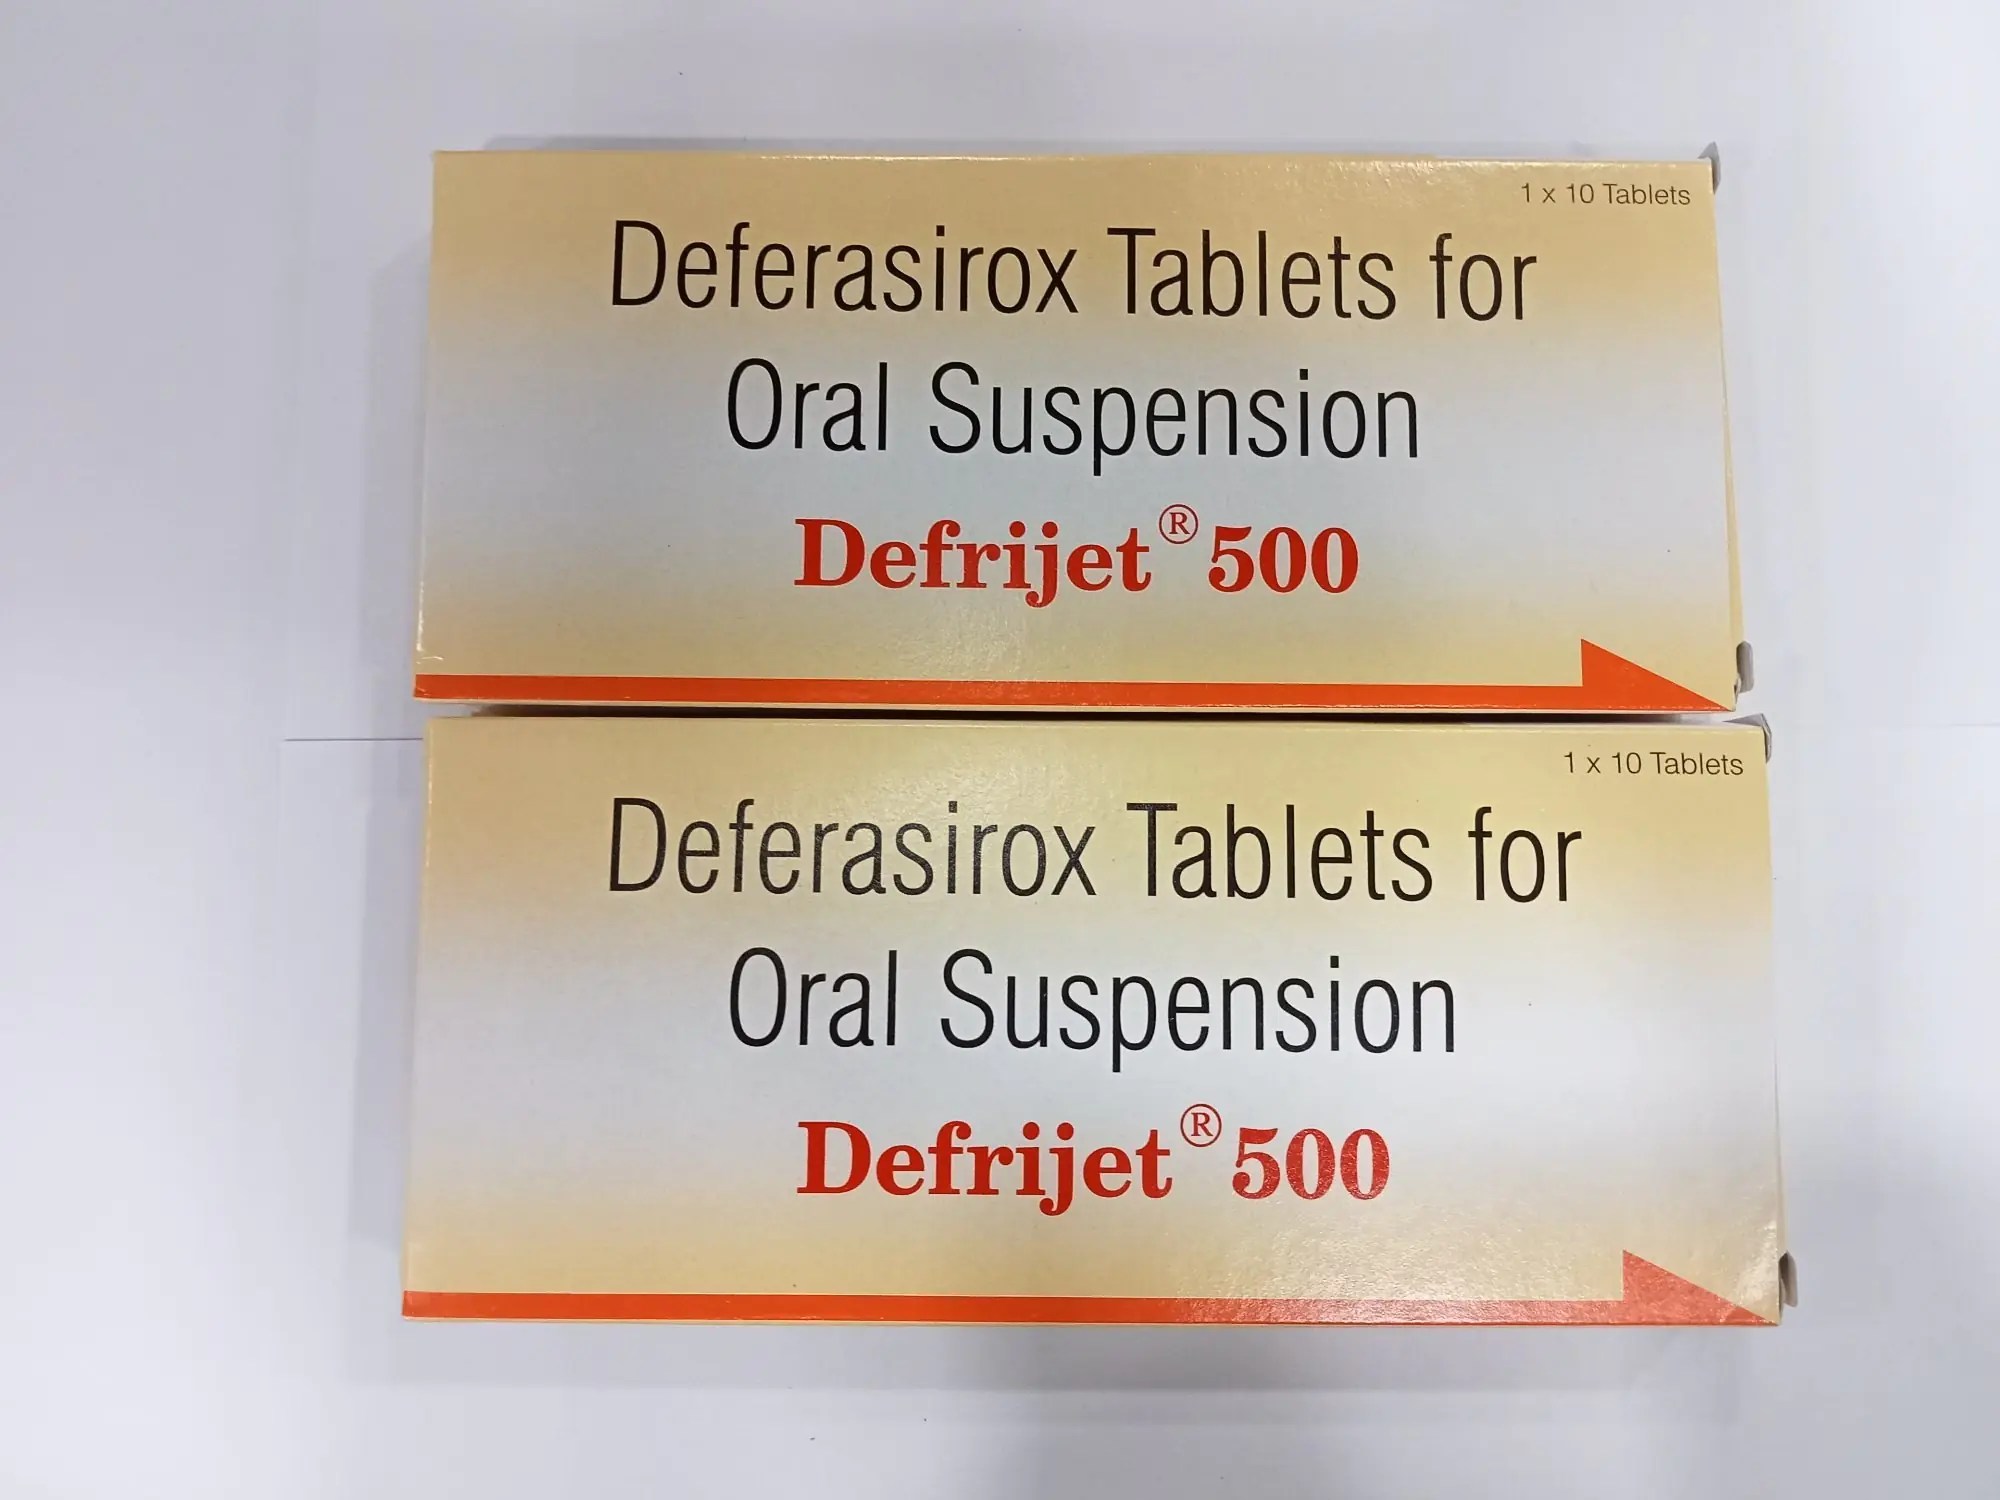 1 x 10 Tablets
Deferasirox Tablets for
Oral Suspension
Defrijet® 500
1 x 10 Tablets
Deferasirox Tablets for
Oral Suspension
Defrijet® 500